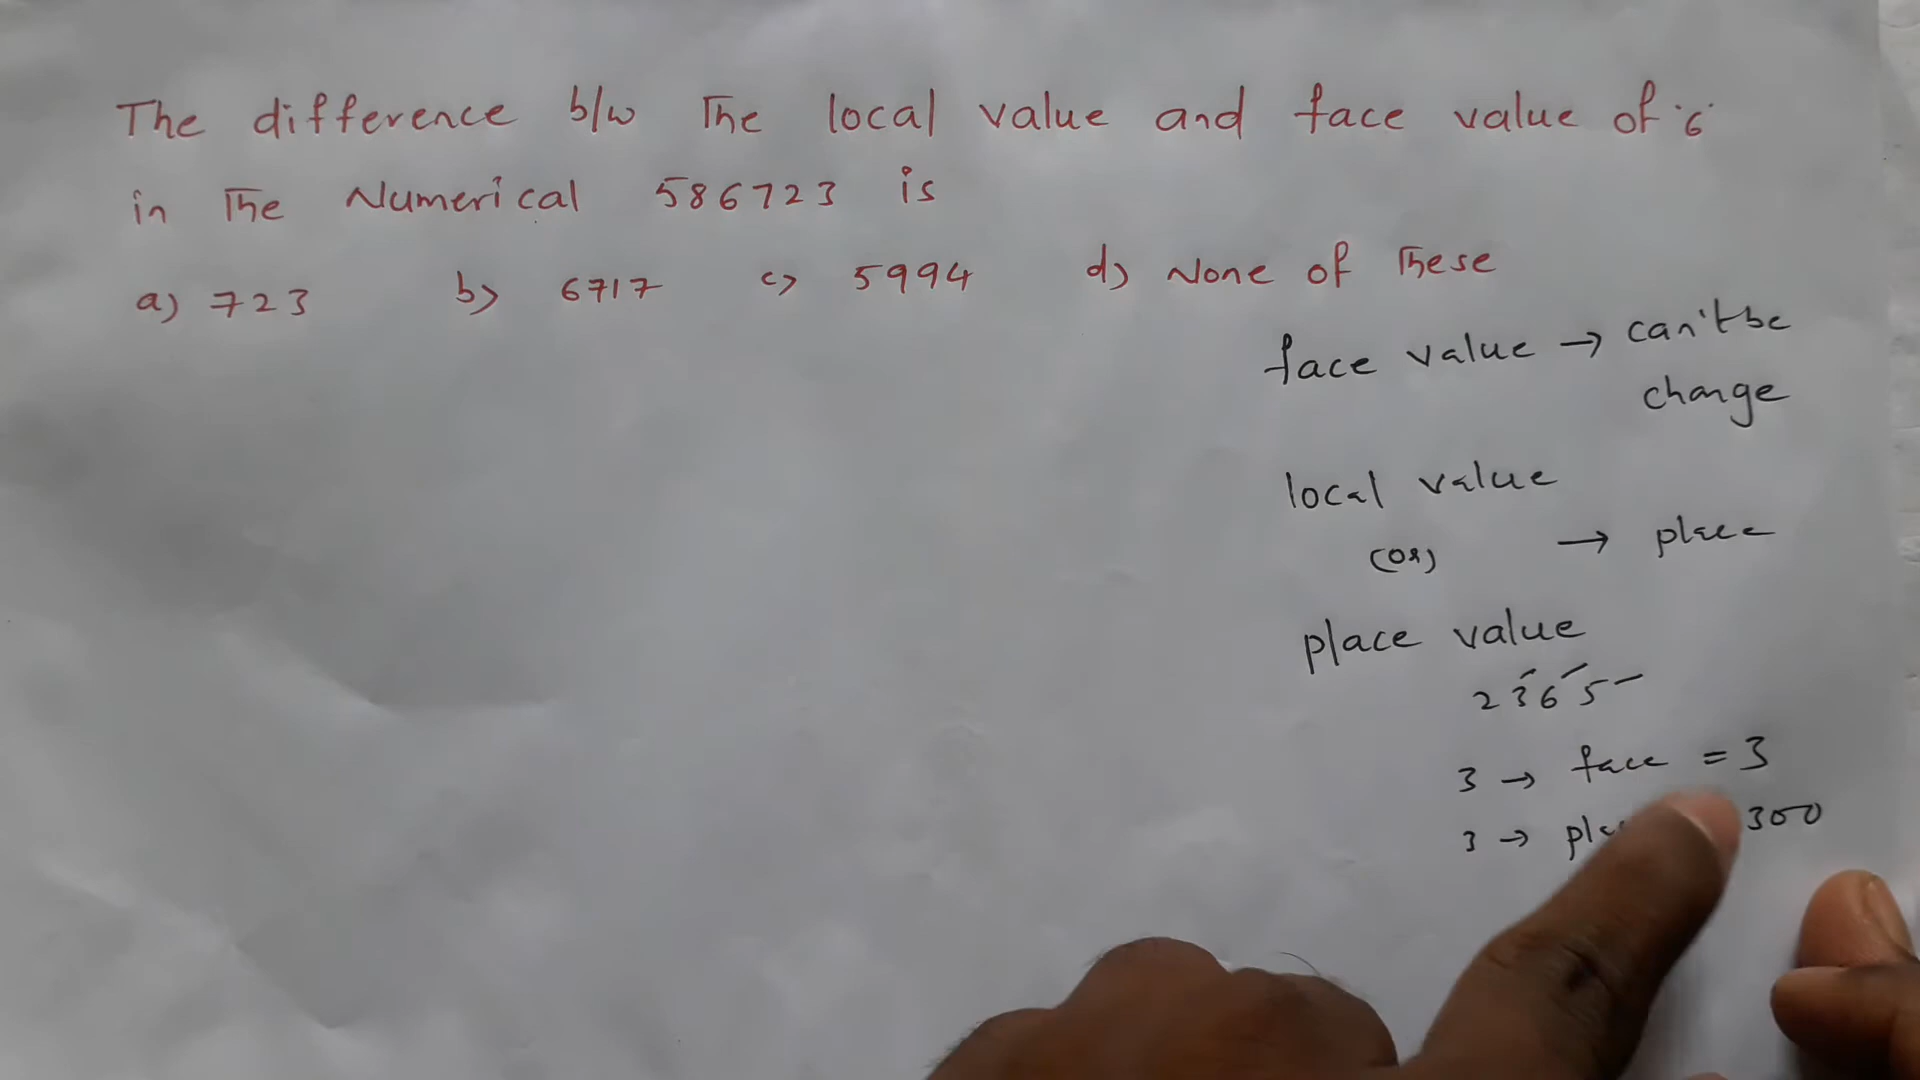 The difference b/w The local value and face value of '6'
in The Numerical 586723 is
a) 723 b) 6717 c) 5994 d) None of These
face value → can't be
change
local value
(or) → place
place value
2365
3 → face = 3
3 → 300